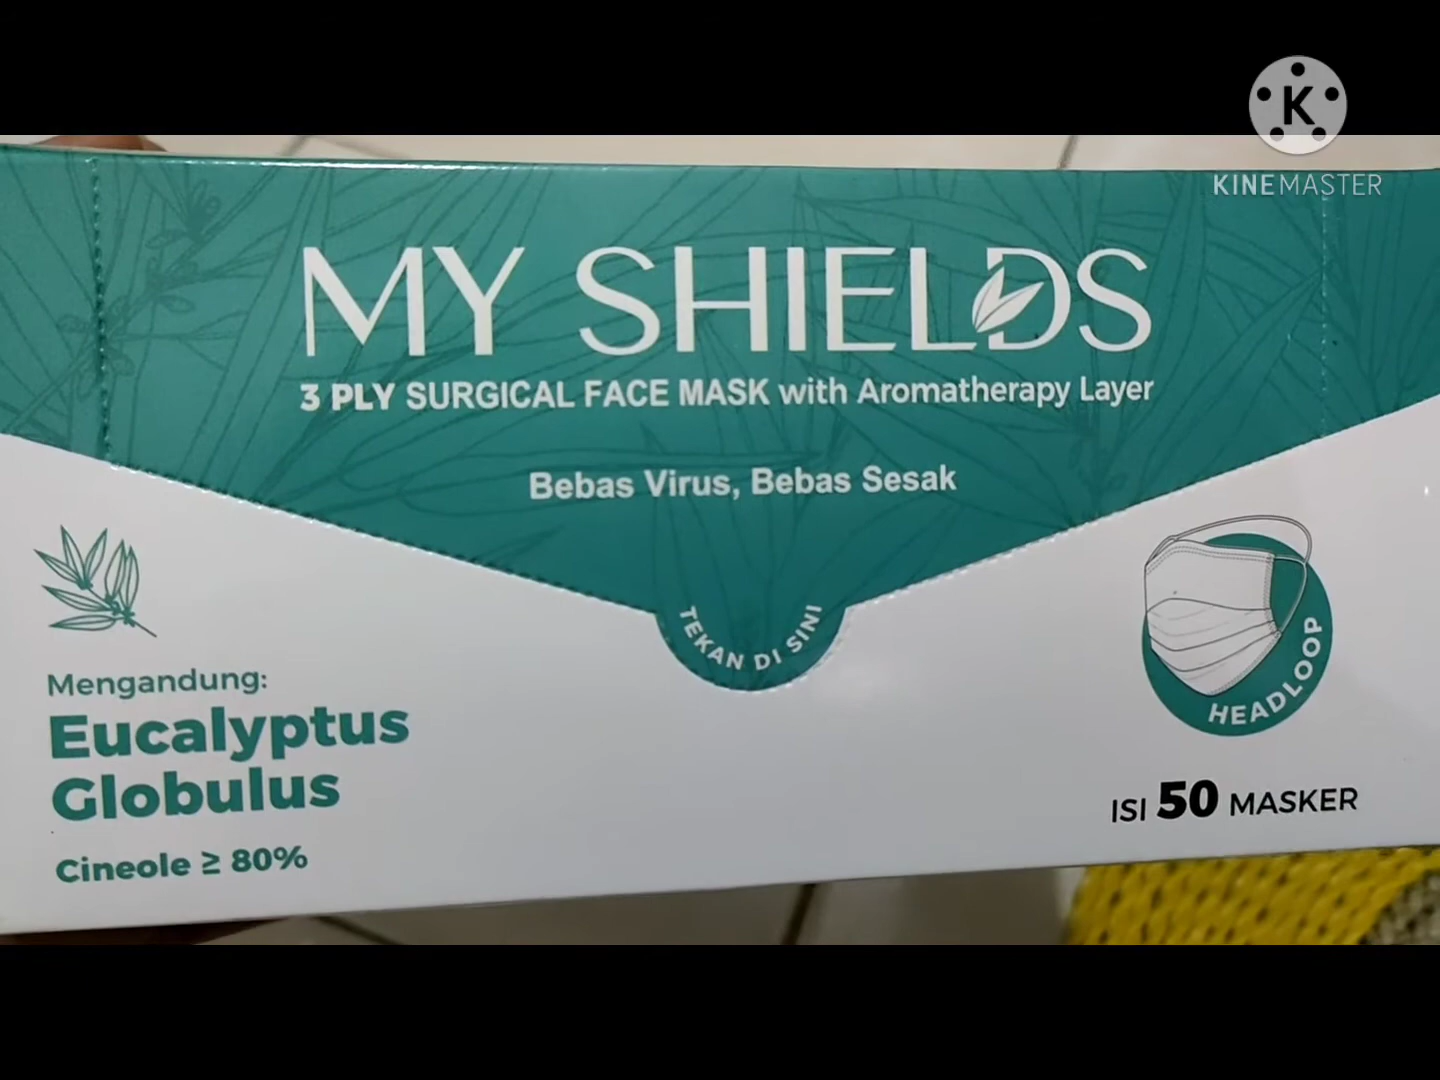 K
KINEMASTER
MY SHIELDS
3 PLY SURGICAL FACE MASK with Aromatherapy Layer
Bebas Virus, Bebas Sesak
TEKAN DI SINI
Mengandung:
Eucalyptus
Globulus
Cineole ≥ 80%
HEADLOOP
ISI 50 MASKER